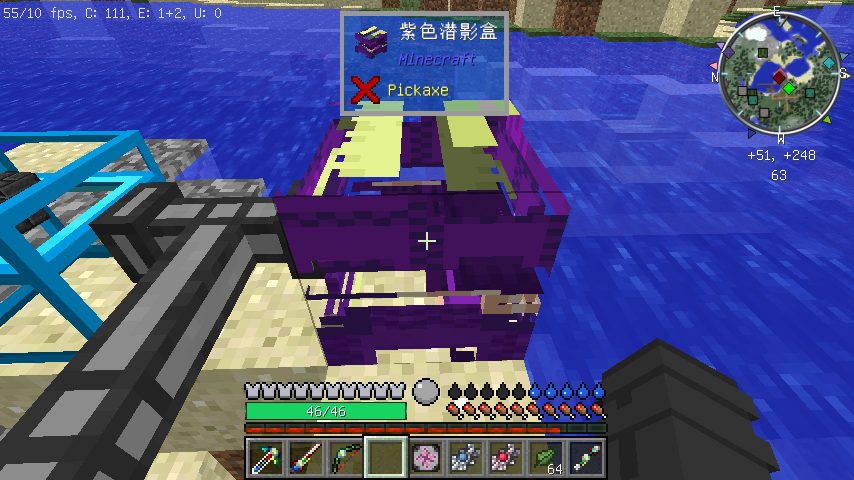 55/10 fps, C: 111, E: 1+2, U: 0
紫色潜影盒
Minecraft
Pickaxe
E
N
S
W
+51, +248
63
46/46
64